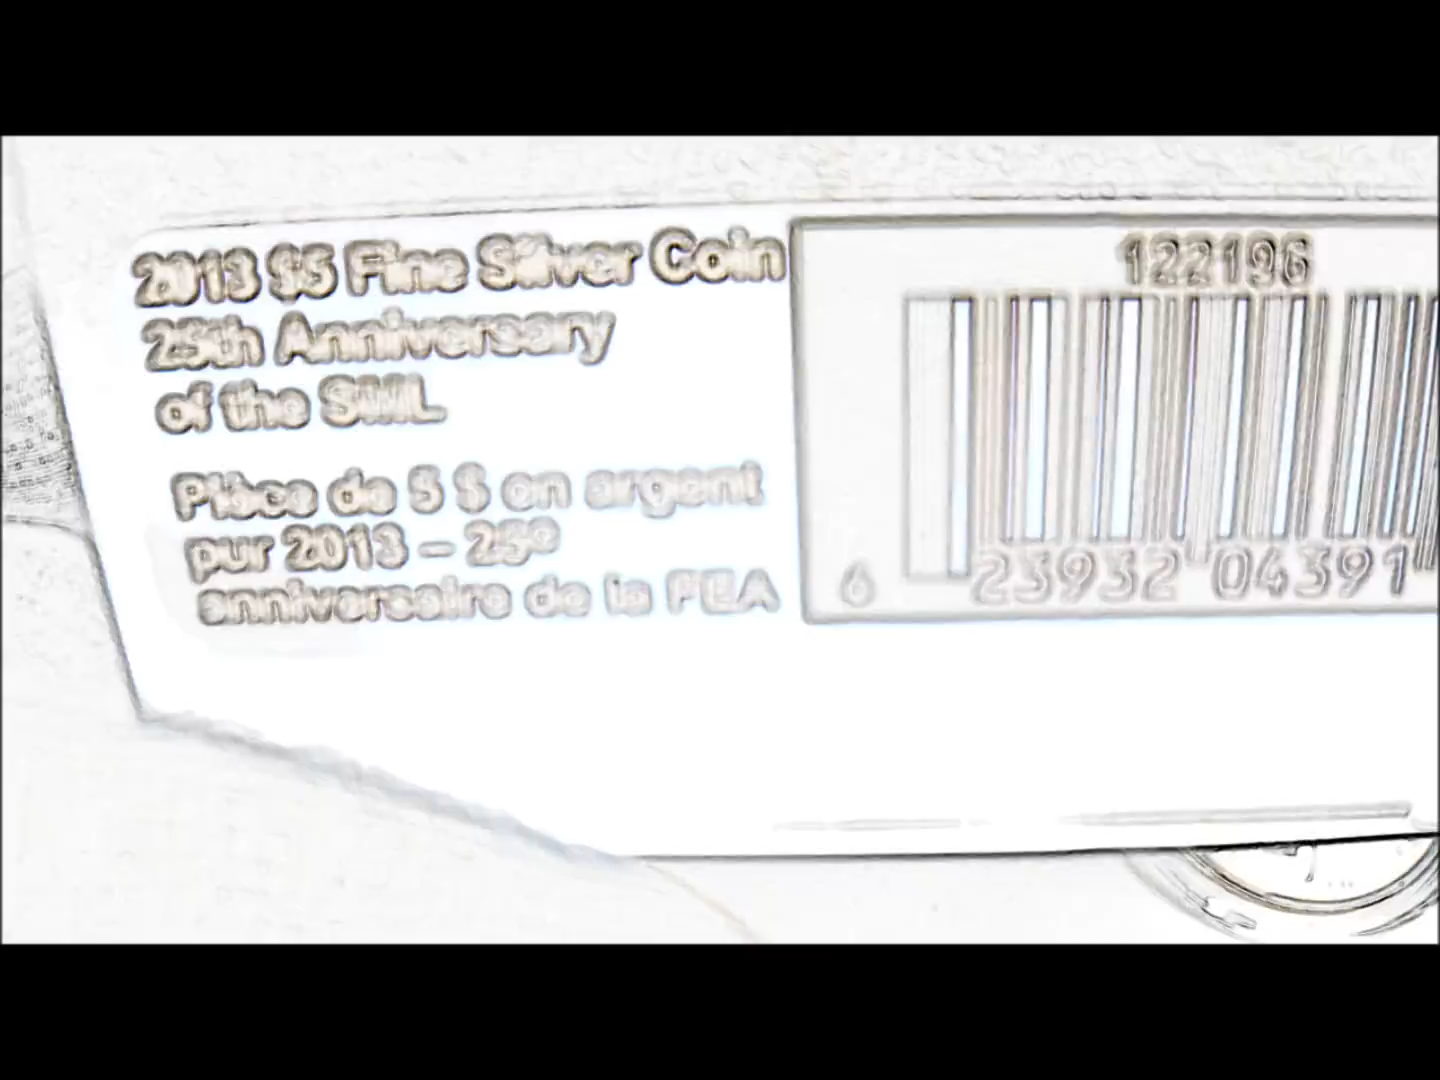 2013 $5 Fine Silver Coin
25th Anniversary
of the SML
Pièce de 5 $ en argent
pur 2013 – 25e
anniversaire de la FEA
122196
6 23932 04391